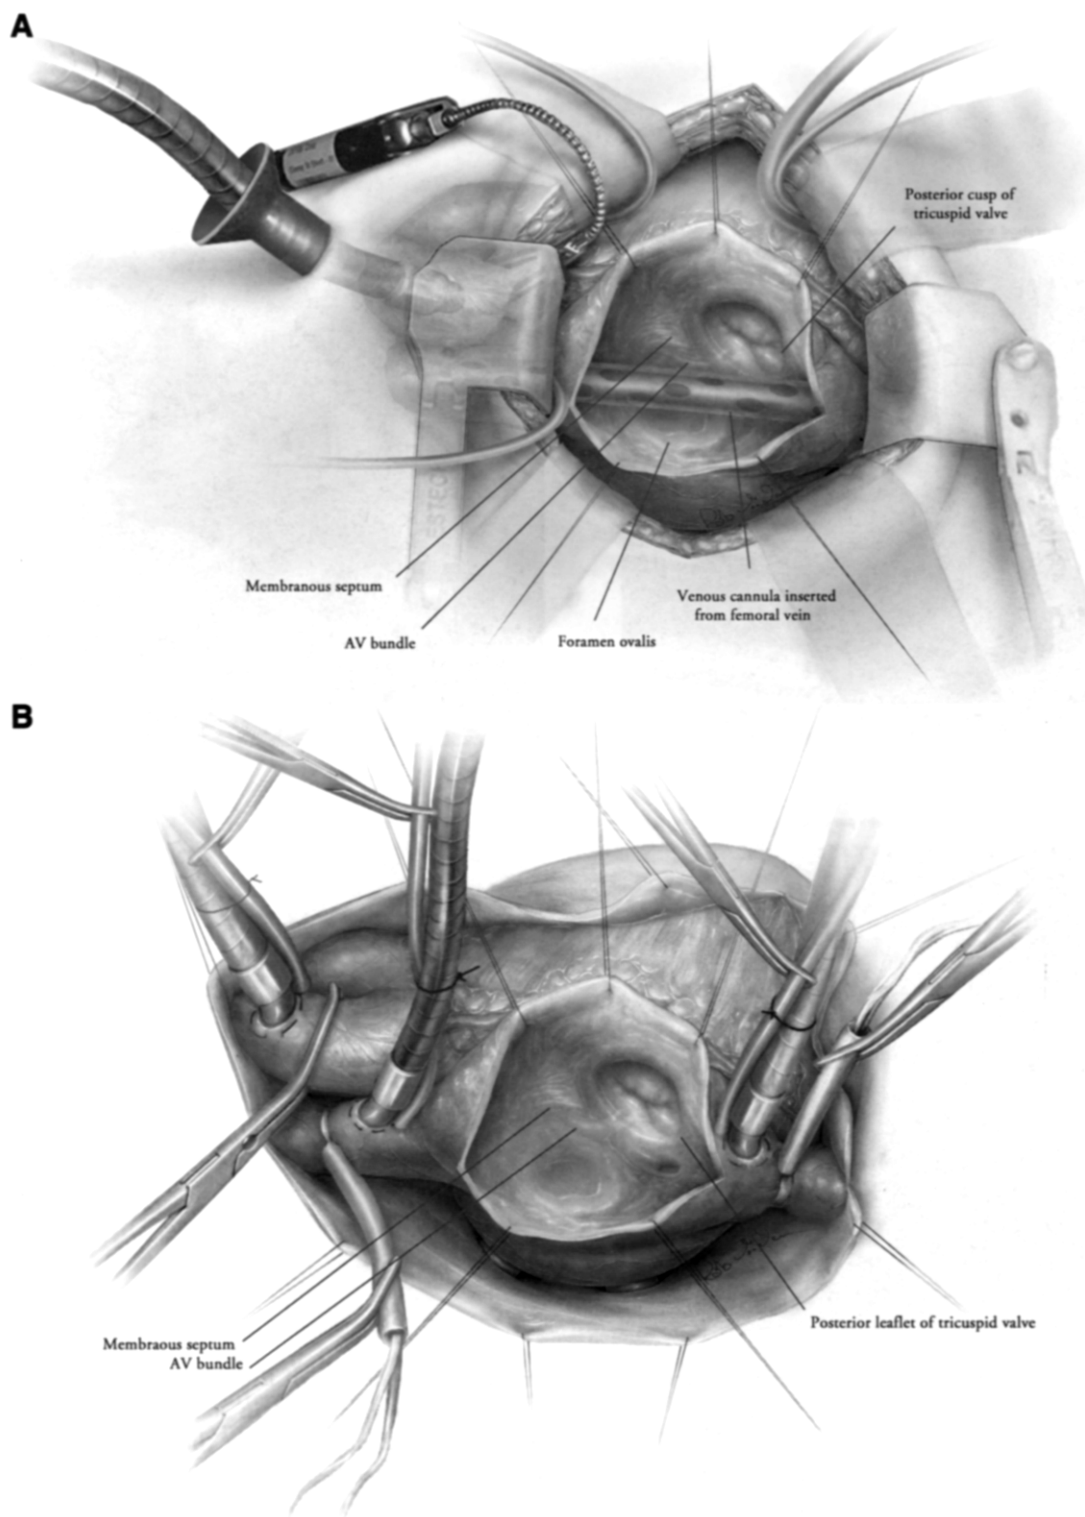 A
Posterior cusp of
tricuspid valve
Membranous septum
Venous cannula inserted
from femoral vein
AV bundle
Foramen ovalis
B
Membraous septum
AV bundle
Posterior leaflet of tricuspid valve